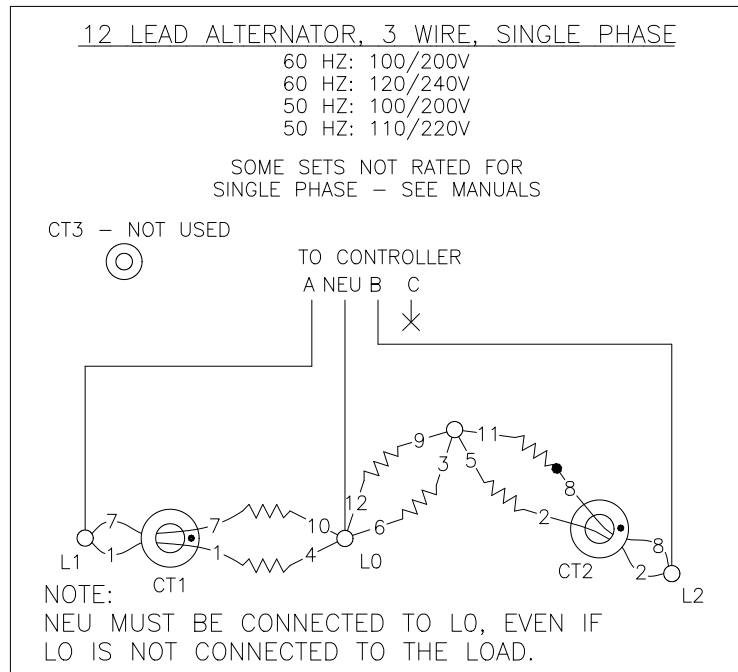 12 LEAD ALTERNATOR, 3 WIRE, SINGLE PHASE
60 HZ: 100/200V
60 HZ: 120/240V
50 HZ: 100/200V
50 HZ: 110/220V
SOME SETS NOT RATED FOR
SINGLE PHASE – SEE MANUALS
CT3 – NOT USED
TO CONTROLLER
A NEU B C
9 11
3 5
12 6 8
2
7 7 10
1 1 4
8
2
L1 CT1 L0 CT2 L2
NOTE:
NEU MUST BE CONNECTED TO L0, EVEN IF
LO IS NOT CONNECTED TO THE LOAD.